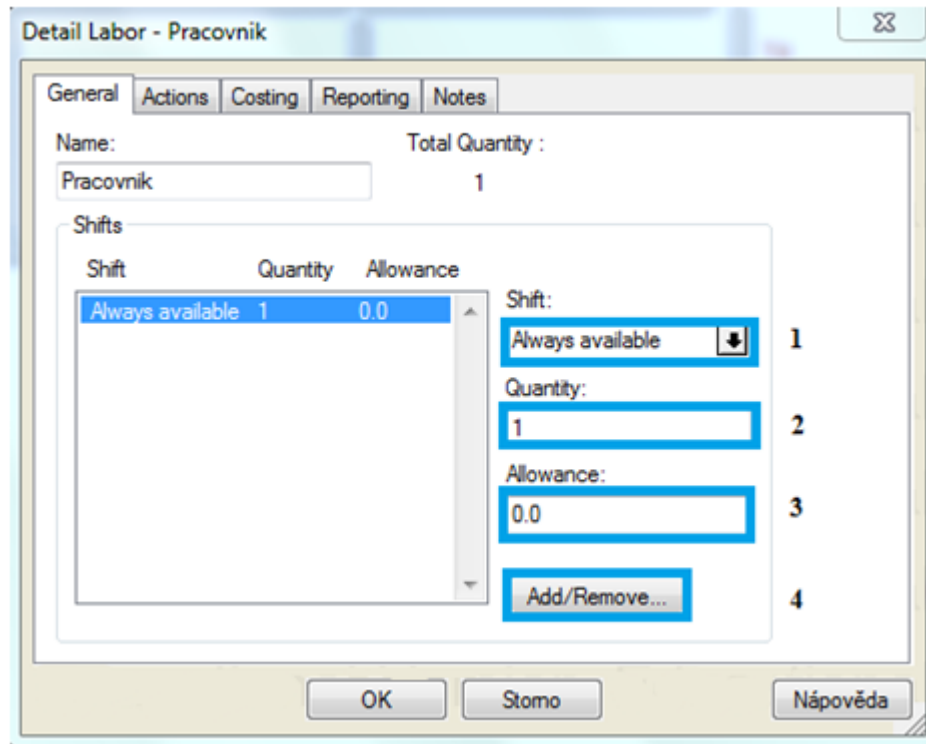 Detail Labor - Pracovnik
General Actions Costing Reporting Notes
Name: Total Quantity :
Pracovnik 1
Shifts
Shift Quantity Allowance
Always available 1 0.0
Shift:
Always available 1
Quantity:
1 2
Allowance:
0.0 3
Add/Remove... 4
OK Storno Nápověda